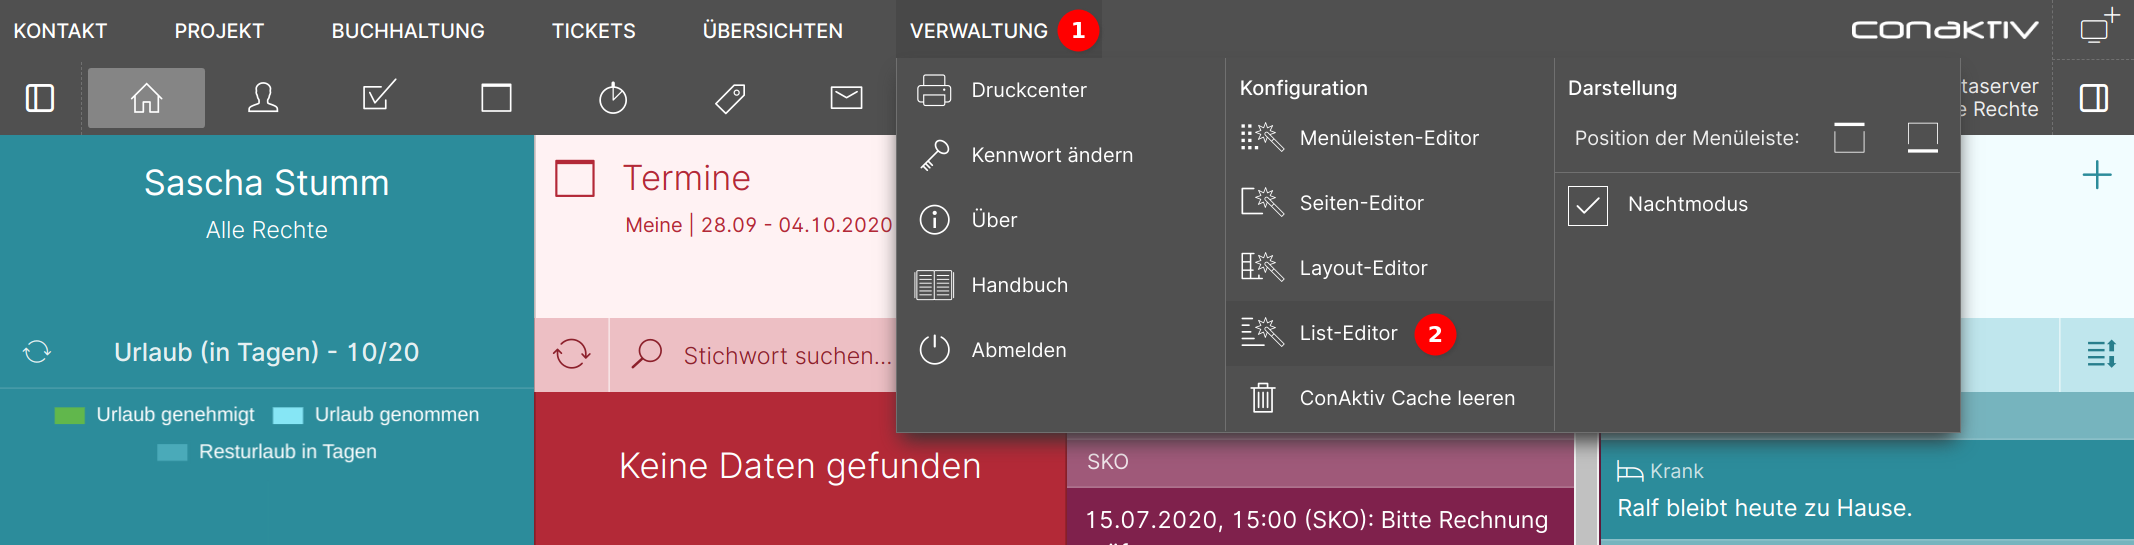 KONTAKT PROJEKT BUCHHALTUNG TICKETS ÜBERSICHTEN VERWALTUNG 1 CONAKTIV
Druckcenter
Kennwort ändern
Über
Handbuch
Abmelden
Konfiguration
Menüleisten-Editor
Seiten-Editor
Layout-Editor
List-Editor 2
ConAktiv Cache leeren
Darstellung
Position der Menüleiste:
Nachtmodus
taserver
e Rechte
Sascha Stumm
Alle Rechte
Urlaub (in Tagen) - 10/20
Urlaub genehmigt Urlaub genommen
Resturlaub in Tagen
Termine
Meine | 28.09 - 04.10.2020
Stichwort suchen...
Keine Daten gefunden
SKO
15.07.2020, 15:00 (SKO): Bitte Rechnung
Krank
Ralf bleibt heute zu Hause.